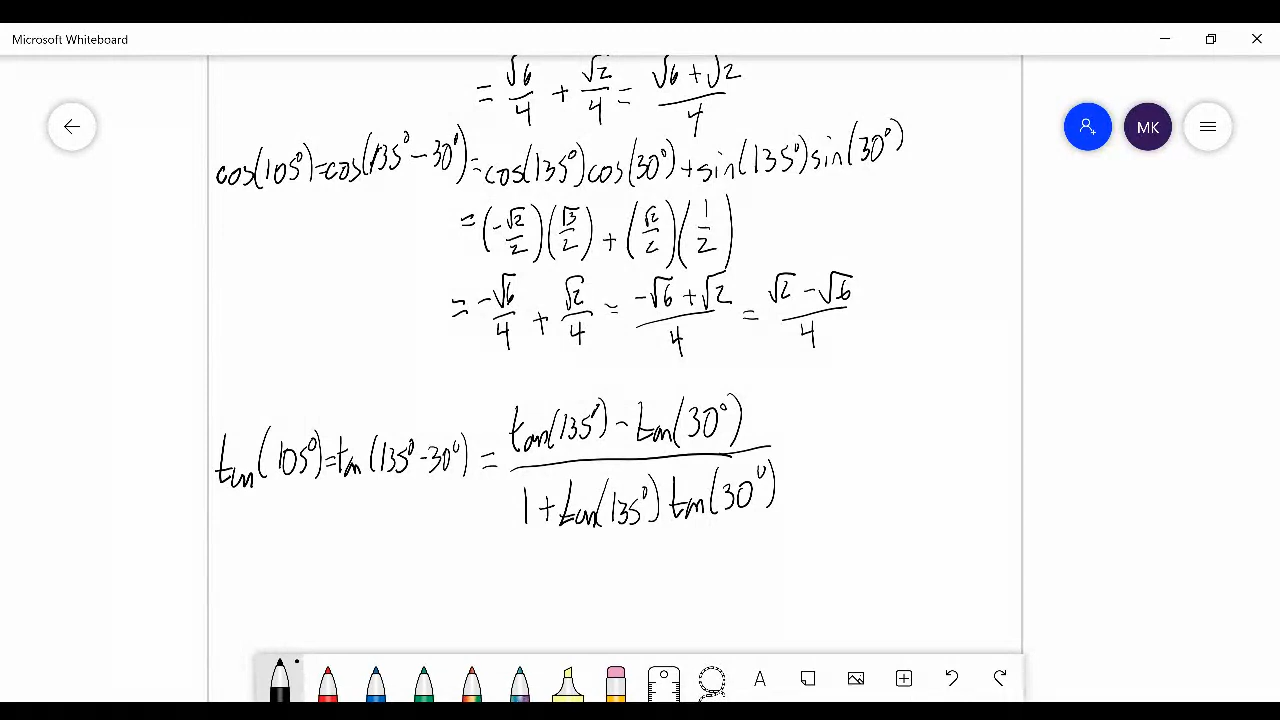 Microsoft Whiteboard
= √6/4 + √2/4 = (√6 + √2)/4
MK
cos(105°)=cos(135°-30°)=cos(135°)cos(30°)+sin(135°)sin(30°)
= (-√2/2)(√3/2) + (√2/2)(1/2)
= -√6/4 + √2/4 = (-√6 + √2)/4 = (√2 - √6)/4
tan(105°)=tan(135°-30°) = (tan(135°) - tan(30°))/(1+tan(135°)tan(30°))
A